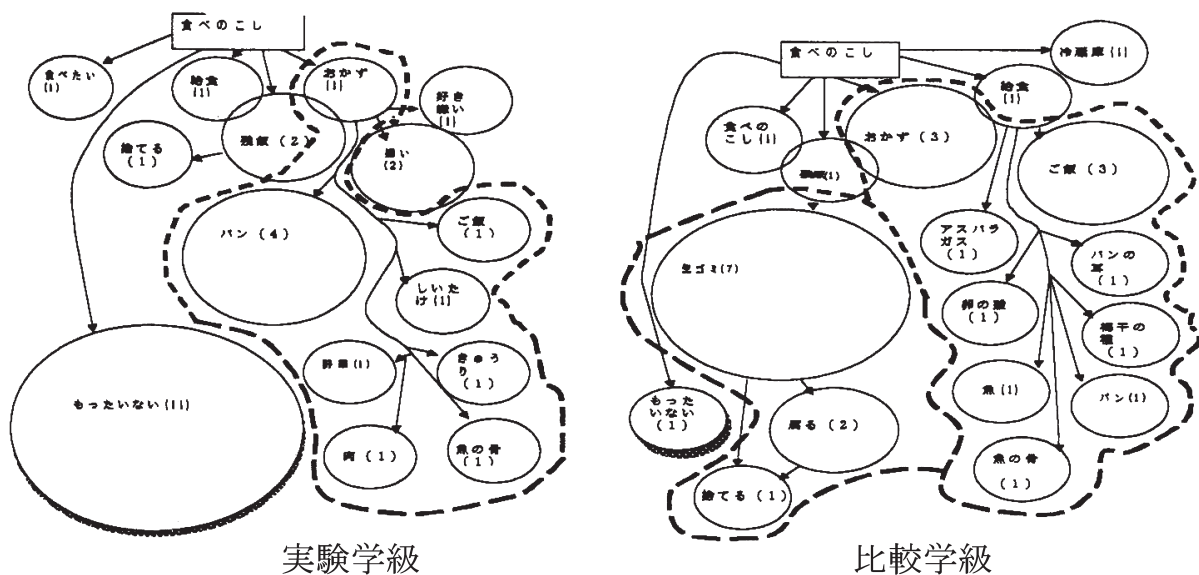 食べのこし
食べたい
(1)
給食
(1)
おかず
(1)
好き
嫌い
(1)
捨てる
(1)
残飯(2)
(2)
パン(4)
ご飯
(1)
しいた
け(1)
野菜(1)
きゅう
り
(1)
もったいない(11)
肉(1)
魚の骨
(1)
実験学級
食べのこし
冷蔵庫(1)
給食
(1)
食べの
こし(1)
おかず(3)
残飯(1)
ご飯(3)
アスパラ
ガス
(1)
パンの
耳
(1)
生ゴミ(7)
卵の殻
(1)
梅干の
種
(1)
魚(1)
パン(1)
もった
いない
(1)
腐る(2)
魚の骨
(1)
捨てる(1)
比較学級